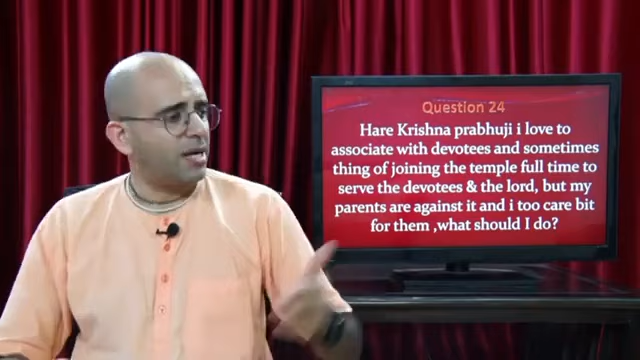 Question 24
Hare Krishna prabhuji i love to
associate with devotees and sometimes
thing of joining the temple full time to
serve the devotees & the lord, but my
parents are against it and i too care bit
for them ,what should I do?